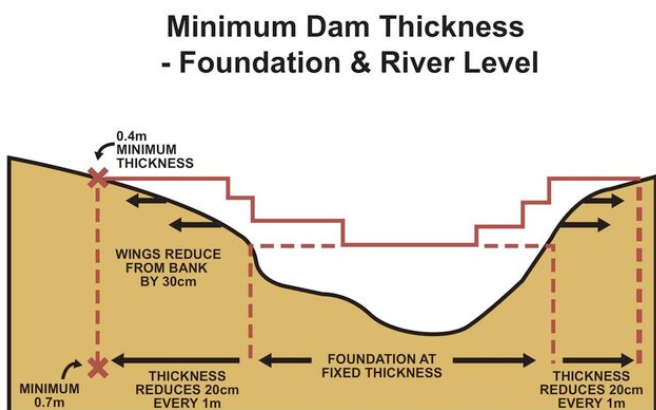 Minimum Dam Thickness
- Foundation & River Level
0.4m
MINIMUM
THICKNESS
WINGS REDUCE
FROM BANK
BY 30cm
FOUNDATION AT
FIXED THICKNESS
MINIMUM
0.7m
THICKNESS
REDUCES 20cm
EVERY 1m
THICKNESS
REDUCES 20cm
EVERY 1m